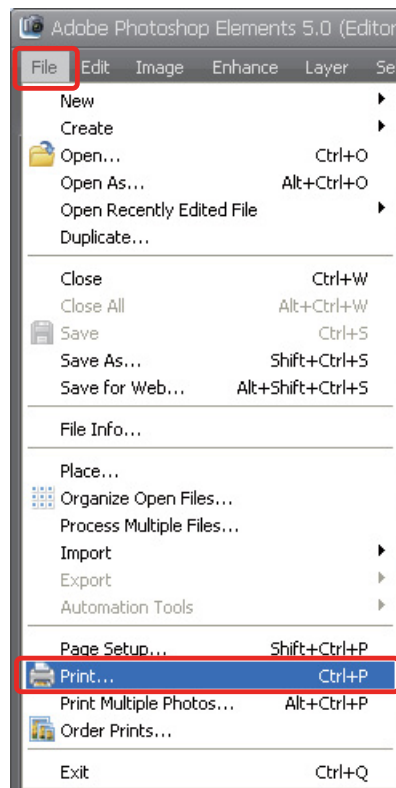 Adobe Photoshop Elements 5.0 (Editor
File Edit Image Enhance Layer Se
New
Create
Open... Ctrl+O
Open As... Alt+Ctrl+O
Open Recently Edited File
Duplicate...
Close Ctrl+W
Close All Alt+Ctrl+W
Save Ctrl+S
Save As... Shift+Ctrl+S
Save for Web... Alt+Shift+Ctrl+S
File Info...
Place...
Organize Open Files...
Process Multiple Files...
Import
Export
Automation Tools
Page Setup... Shift+Ctrl+P
Print... Ctrl+P
Print Multiple Photos... Alt+Ctrl+P
Order Prints...
Exit Ctrl+Q